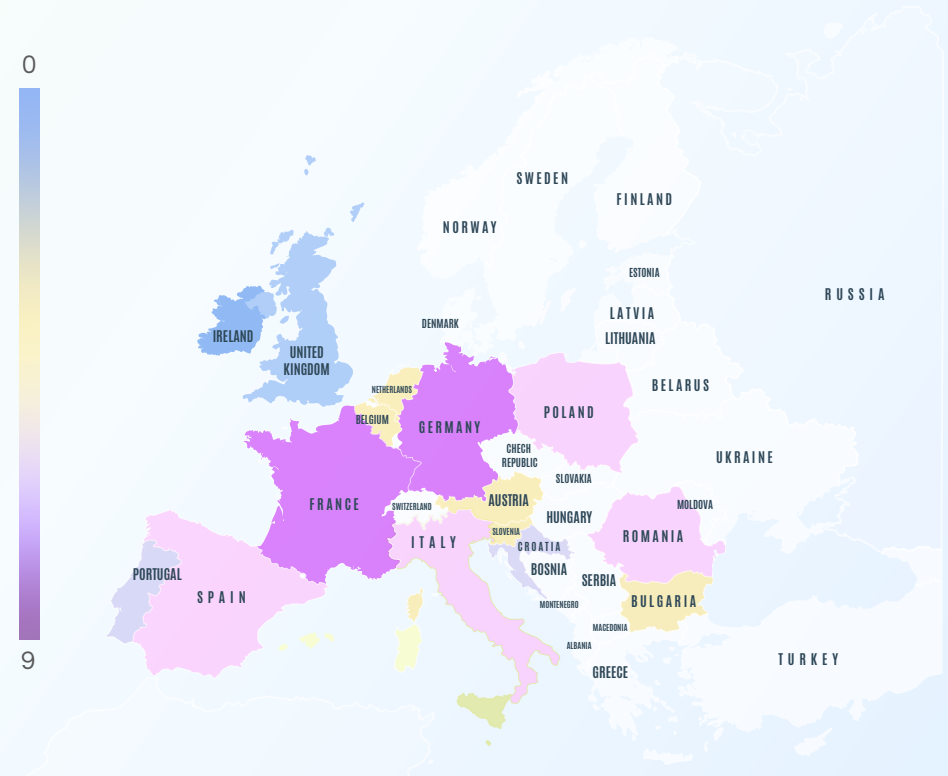 0
SWEDEN
FINLAND
NORWAY
ESTONIA
RUSSIA
LATVIA
DENMARK
LITHUANIA
IRELAND
UNITED
KINGDOM
NETHERLANDS
BELARUS
POLAND
BELGIUM
GERMANY
CHECH
REPUBLIC
UKRAINE
SLOVAKIA
FRANCE
SWITZERLAND
AUSTRIA
MOLDOVA
HUNGARY
SLOVENIA
ITALY
CROATIA
ROMANIA
PORTUGAL
BOSNIA
SERBIA
SPAIN
MONTENEGRO
BULGARIA
MACEDONIA
ALBANIA
9
GREECE
TURKEY